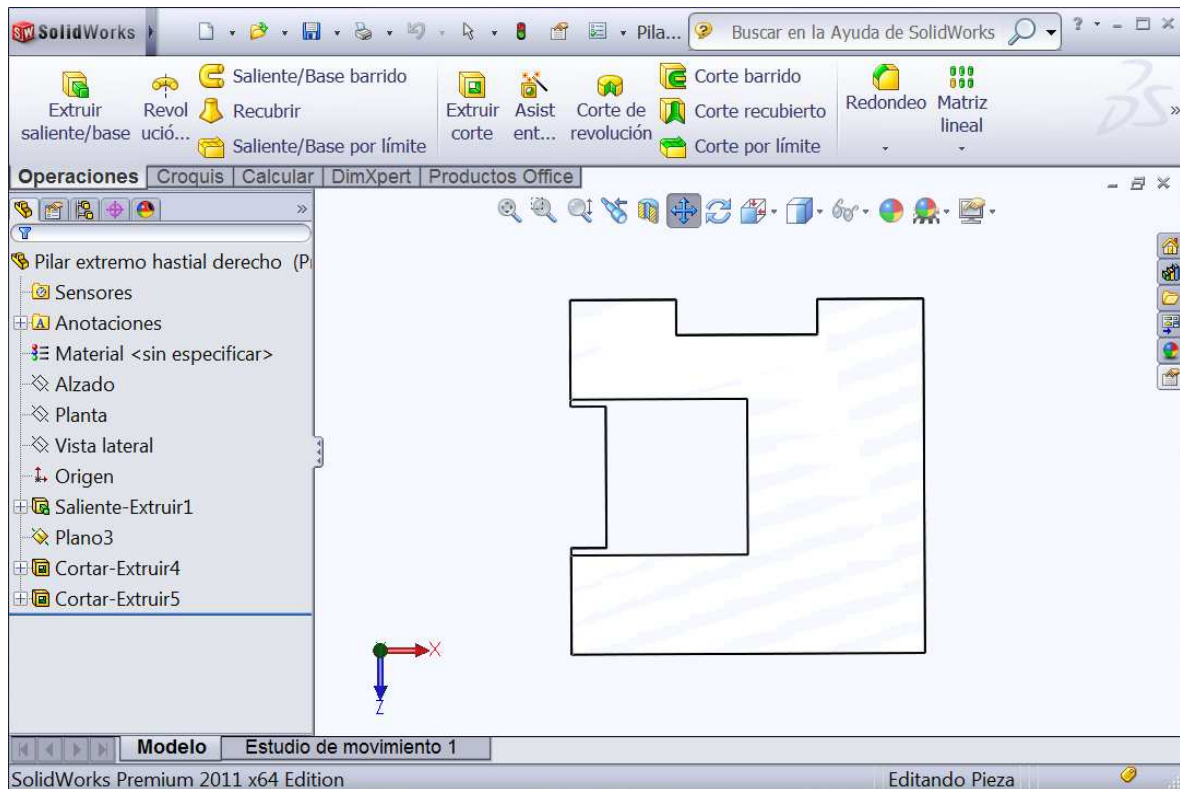 SolidWorks
Pila...
Buscar en la Ayuda de SolidWorks
?
Extruir saliente/base
Revol ució...
Saliente/Base barrido
Recubrir
Saliente/Base por límite
Extruir corte
Asist ent...
Corte de revolución
Corte barrido
Corte recubierto
Corte por límite
Redondeo
Matriz lineal
»
Operaciones
Croquis
Calcular
DimXpert
Productos Office
»
Pilar extremo hastial derecho (P
Sensores
Anotaciones
Material <sin especificar>
Alzado
Planta
Vista lateral
Origen
Saliente-Extruir1
Plano3
Cortar-Extruir4
Cortar-Extruir5
X
Z
Modelo
Estudio de movimiento 1
SolidWorks Premium 2011 x64 Edition
Editando Pieza